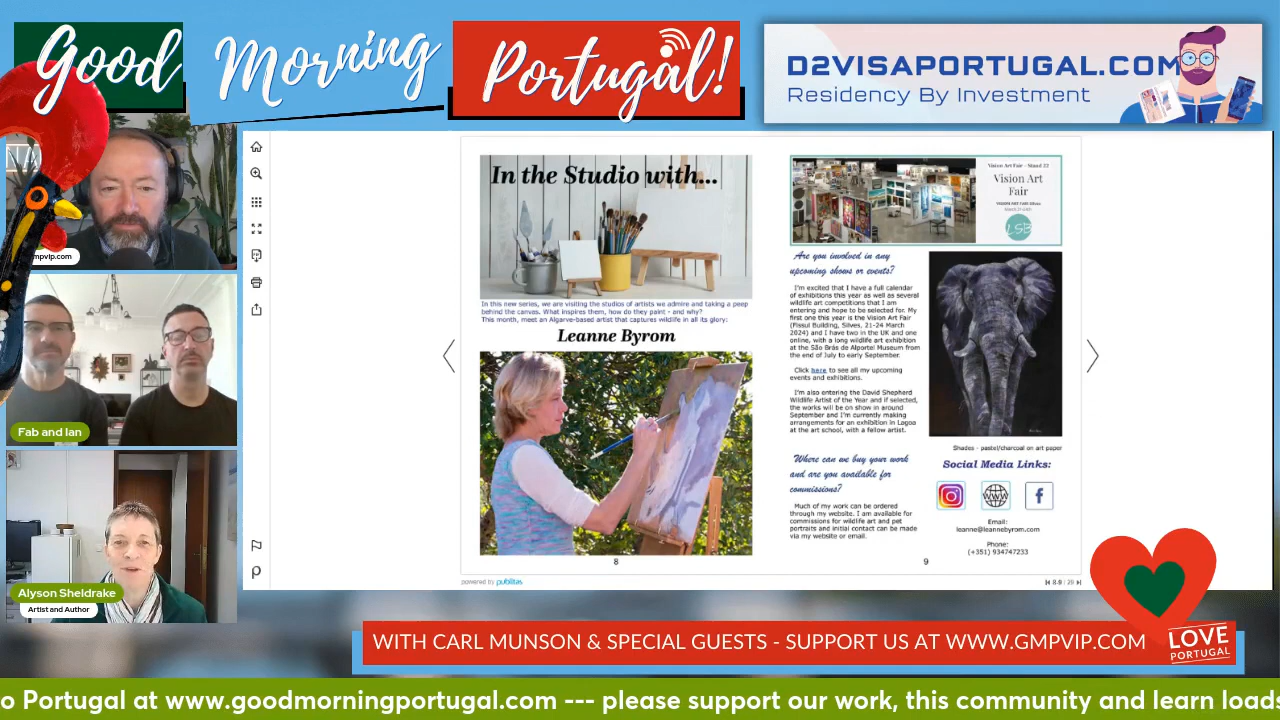 Good Morning Portugal!
D2VISAPORTUGAL.COM
Residency By Investment
gmpvip.com
Fab and Ian
Alyson Sheldrake
Artist and Author
In the Studio with...
In this new series, we are visiting the studios of artists we admire and taking a peep
behind the canvas. What inspires them, how do they paint - and why?
This month, meet an Algarve-based artist that captures wildlife in all its glory:
Leanne Byrom
8
Vision Art Fair - Stand 22
Vision Art
Fair
LSB
Are you involved in any
upcoming shows or events?
I'm excited that I have a full calendar
of exhibitions this year as well as several
wildlife art competitions that I am
entering and hope to be selected for. My
first one this year is the Vision Art Fair
(Fissul Building, Silves, 21-24 March
2024) and I have two in the UK and one
online, with a long wildlife art exhibition
at the São Brás de Alportel Museum from
the end of July to early September.
Click here to see all my upcoming
events and exhibitions.
I'm also entering the David Shepherd
Wildlife Artist of the Year and if selected,
the works will be on show in around
September and I'm currently making
arrangements for an exhibition in Lagoa
at the art school, with a fellow artist.
Where can we buy your work
and are you available for
commissions?
Much of my work can be ordered
through my website. I am available for
commissions for wildlife art and pet
portraits and initial contact can be made
via my website or email.
Shades - pastel/charcoal on art paper
Social Media Links:
WWW
Email:
leanne@leannebyrom.com
Phone:
(+351) 934747233
9
powered by publitas
8-9 / 29
WITH CARL MUNSON & SPECIAL GUESTS - SUPPORT US AT WWW.GMPVIP.COM
LOVE
PORTUGAL
o Portugal at www.goodmorningportugal.com --- please support our work, this community and learn loads